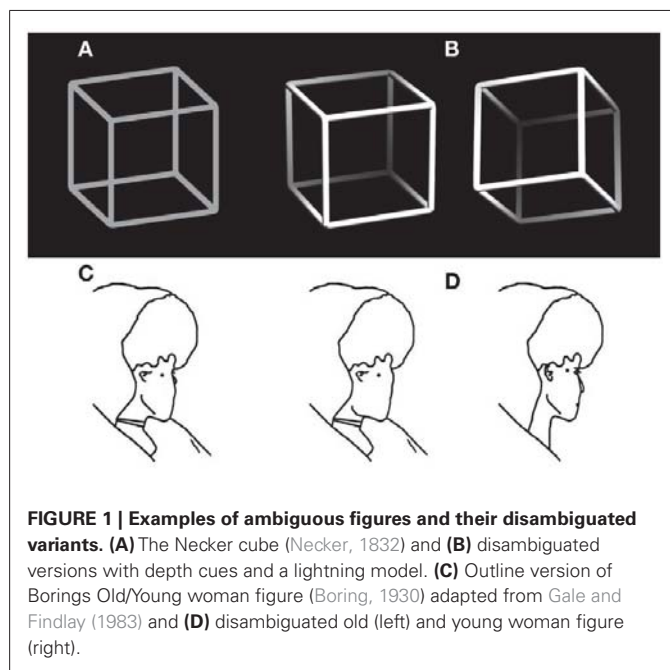 A
B
C
D
FIGURE 1 | Examples of ambiguous figures and their disambiguated
variants. (A) The Necker cube (Necker, 1832) and (B) disambiguated
versions with depth cues and a lightning model. (C) Outline version of
Borings Old/Young woman figure (Boring, 1930) adapted from Gale and
Findlay (1983) and (D) disambiguated old (left) and young woman figure
(right).